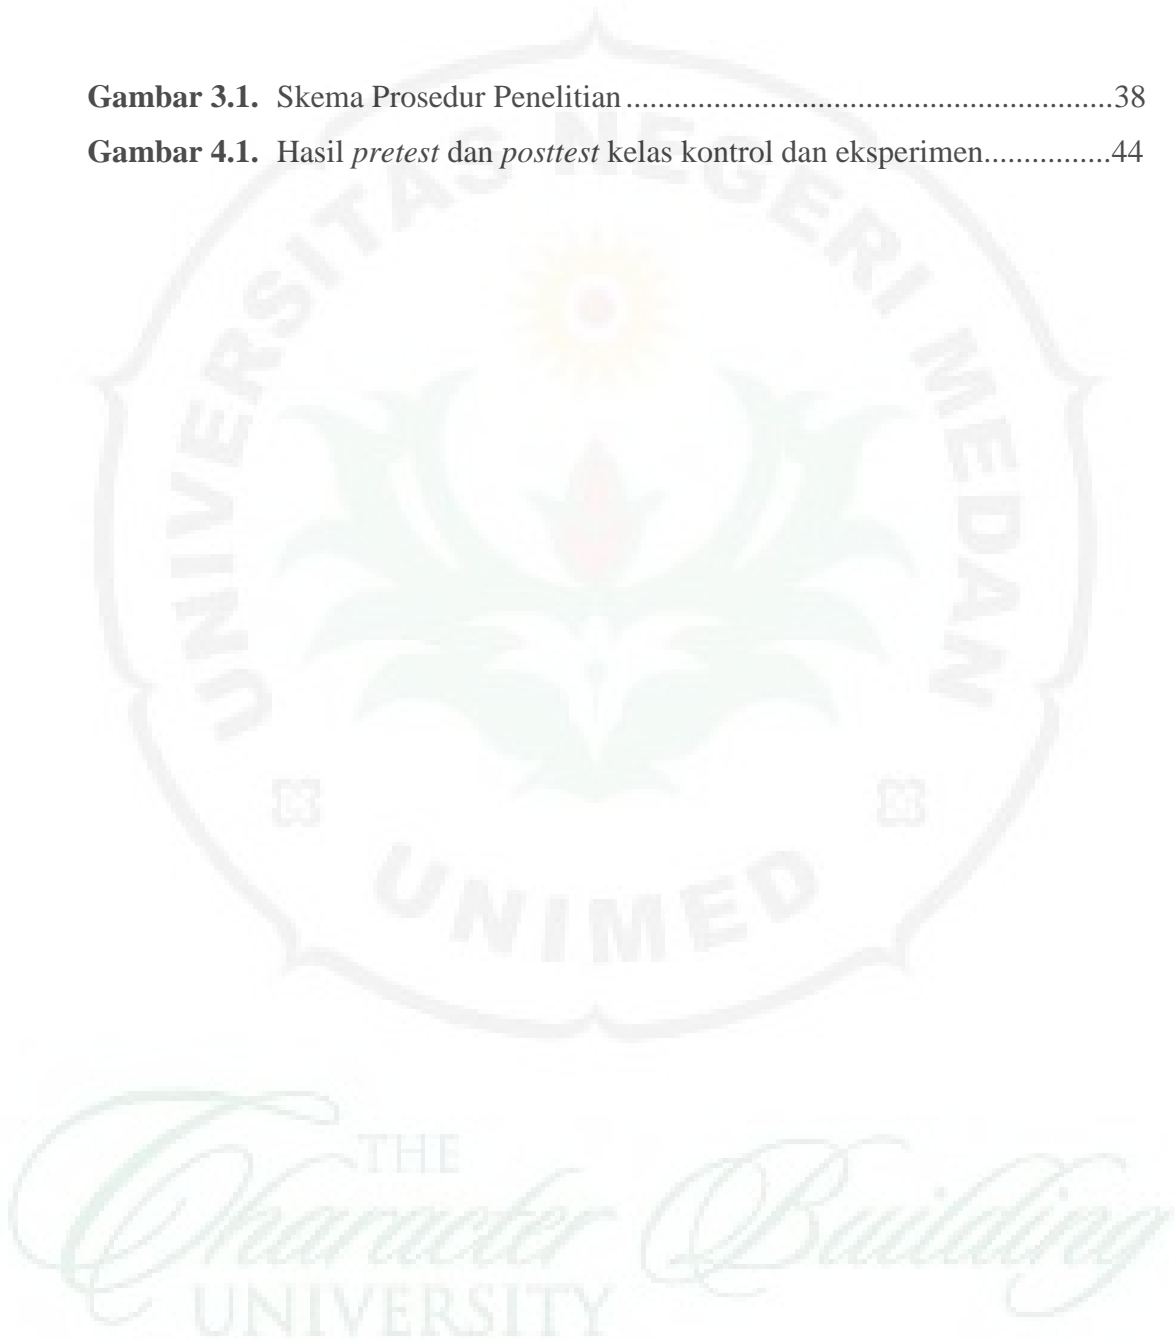 Gambar 3.1. Skema Prosedur Penelitian.......................................................38
Gambar 4.1. Hasil pretest dan posttest kelas kontrol dan eksperimen...............44
UNIVERSITAS NEGERI MEDAN
UNIMED
THE
Character Building
UNIVERSITY